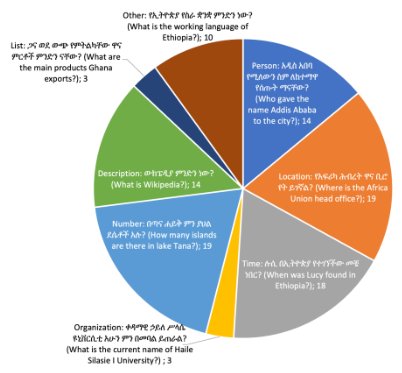 Other: የኢትዮጵያ የስራ ቋንቋ ምንድን ነው?
(What is the working language of
Ethiopia?); 10
List: ጋና ወደ ውጭ የምትልካቸው ዋና
ምርቶች ምንድን ናቸው? (What are
the main products Ghana
exports?); 3
Person: አዲስ አበባ
የሚለውን ስም ለከተማዋ
የሰጡት ማናቸው?
(Who gave the
name Addis Ababa
to the city?); 14
Location: የአፍሪካ ሕብረት ዋና ቢሮ
የት ይገኛል? (Where is the Africa
Union head office?); 19
Description: ውክፔዲያ ምንድን ነው?
(What is Wikipedia?); 14
Number: በጣና ሐይቅ ምን ያህል
ደሴቶች አሉ? (How many islands
are there in lake Tana?); 19
Time: ሉሲ በኢትዮጵያ የተገኘችው መቼ
ነበር? (When was Lucy found in
Ethiopia?); 18
Organization: ቀዳማዊ ኃይለ ሥላሴ
ዩኒቨርሲቲ አሁን ምን በመባል ይጠራል?
(What is the current name of Haile
Silasie I University?) ; 3